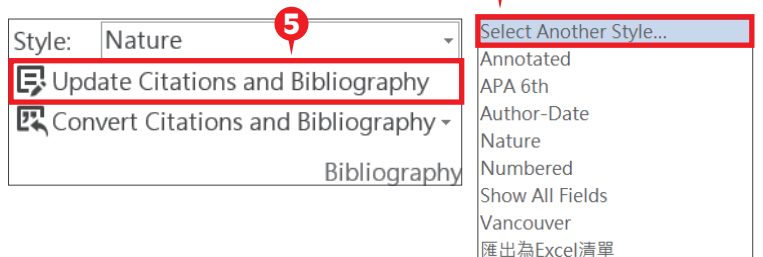 5
Style: Nature
Update Citations and Bibliography
Convert Citations and Bibliography
Bibliography
Select Another Style...
Annotated
APA 6th
Author-Date
Nature
Numbered
Show All Fields
Vancouver
匯出為Excel清單